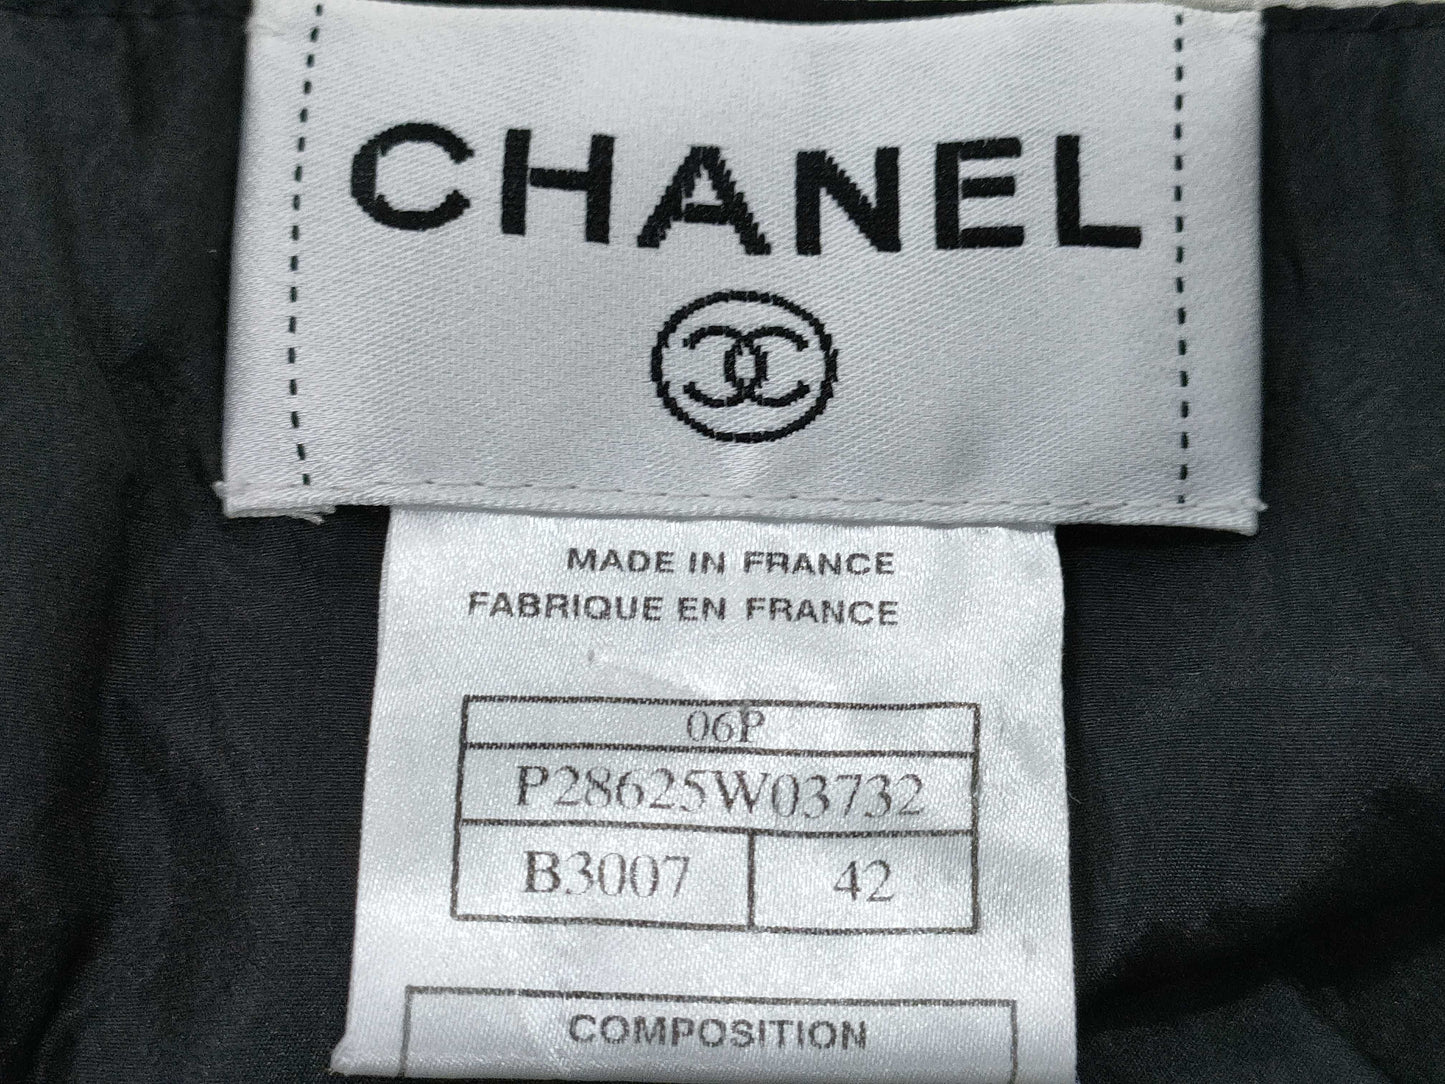 CHANEL
MADE IN FRANCE
FABRIQUE EN FRANCE
06P
P28625W03732
B3007 42
COMPOSITION